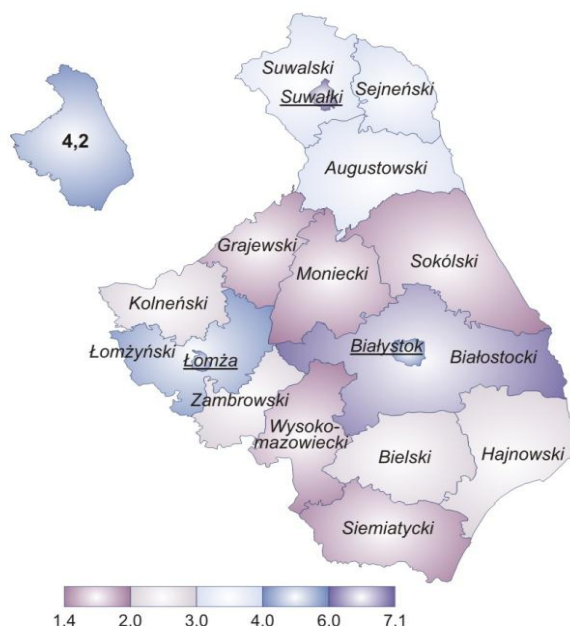 Suwalski
Suwałki
Sejneński
4,2
Augustowski
Grajewski
Moniecki
Sokólski
Kolneński
Łomżyński
Łomża
Białystok
Białostocki
Zambrowski
Wysoko-
mazowiecki
Bielski
Hajnowski
Siemiatycki
1.4 2.0 3.0 4.0 6.0 7.1